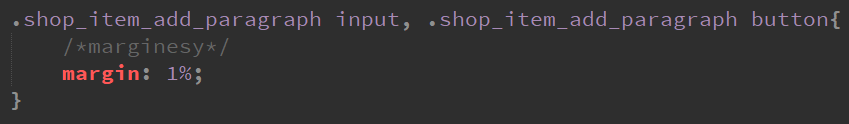 .shop_item_add_paragraph input, .shop_item_add_paragraph button{
/*marginesy*/
margin: 1%;
}